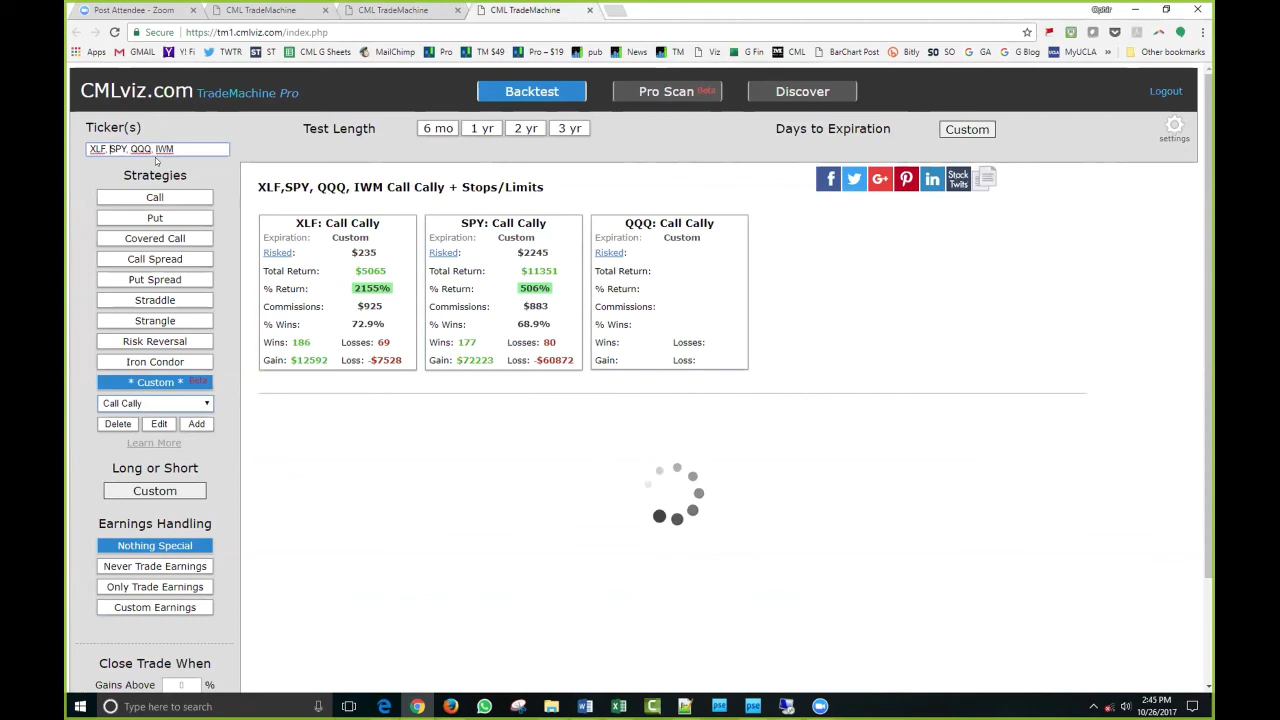 Post Attendee - Zoom
CML TradeMachine
CML TradeMachine
CML TradeMachine
Ophir
Secure
https://tm1.cmlviz.com/index.php
Apps
GMAIL
Y! Fi
TWTR
ST
CML G Sheets
MailChimp
Pro
TM $49
Pro – $19
pub
News
TM
Viz
G Fin
CML
BarChart Post
Bitly
SO
GA
G Blog
MyUCLA
»
Other bookmarks
CMLviz.com TradeMachine Pro
Backtest
Pro Scan Beta
Discover
Logout
Ticker(s)
Test Length
6 mo
1 yr
2 yr
3 yr
Days to Expiration
Custom
settings
XLF, SPY, QQQ, IWM
Strategies
Call
Put
Covered Call
Call Spread
Put Spread
Straddle
Strangle
Risk Reversal
Iron Condor
* Custom * Beta
Call Cally
Delete
Edit
Add
Learn More
Long or Short
Custom
Earnings Handling
Nothing Special
Never Trade Earnings
Only Trade Earnings
Custom Earnings
Close Trade When
Gains Above 0 %
XLF,SPY, QQQ, IWM Call Cally + Stops/Limits
Stock Twits
XLF: Call Cally
Expiration: Custom
Risked: $235
Total Return: $5065
% Return: 2155%
Commissions: $925
% Wins: 72.9%
Wins: 186 Losses: 69
Gain: $12592 Loss: -$7528
SPY: Call Cally
Expiration: Custom
Risked: $2245
Total Return: $11351
% Return: 506%
Commissions: $883
% Wins: 68.9%
Wins: 177 Losses: 80
Gain: $72223 Loss: -$60872
QQQ: Call Cally
Expiration: Custom
Risked:
Total Return:
% Return:
Commissions:
% Wins:
Wins: Losses:
Gain: Loss:
Type here to search
2:45 PM
10/26/2017